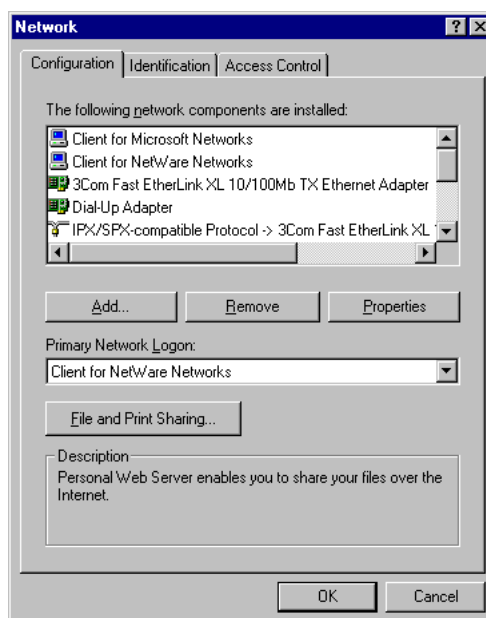 Network
Configuration
Identification
Access Control
The following network components are installed:
Client for Microsoft Networks
Client for NetWare Networks
3Com Fast EtherLink XL 10/100Mb TX Ethernet Adapter
Dial-Up Adapter
IPX/SPX-compatible Protocol -> 3Com Fast EtherLink XL
Add...
Remove
Properties
Primary Network Logon:
Client for NetWare Networks
File and Print Sharing...
Description
Personal Web Server enables you to share your files over the
Internet.
OK
Cancel